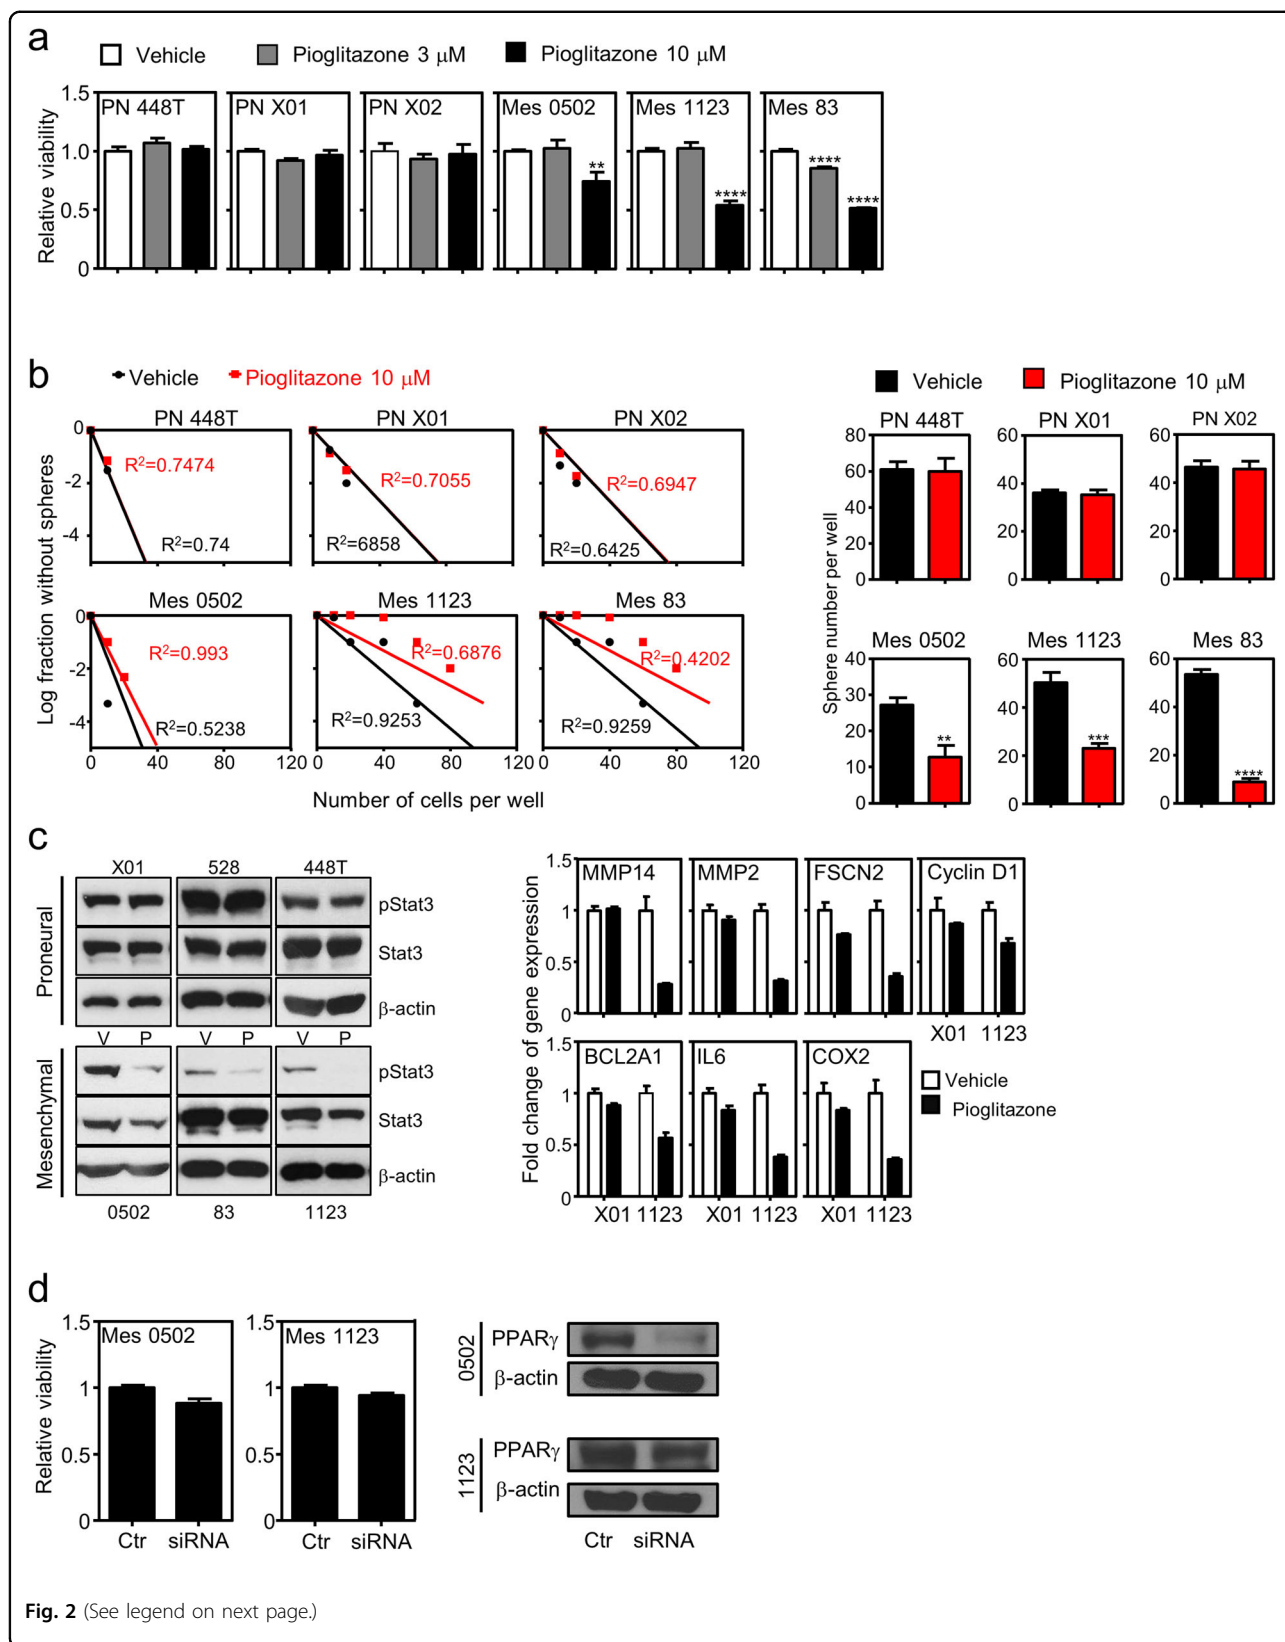 a
Vehicle Pioglitazone 3 μM Pioglitazone 10 μM
Relative viability
1.5
1.0
0.5
0
PN 448T PN X01 PN X02 Mes 0502 Mes 1123 Mes 83
** **** **** ****
b
Vehicle Pioglitazone 10 μM
Log fraction without spheres
PN 448T PN X01 PN X02
0
-2
-4
R²=0.7474 R²=0.7055 R²=0.6947
R²=0.74 R²=6858 R²=0.6425
Mes 0502 Mes 1123 Mes 83
0
-2
-4
R²=0.993 R²=0.6876 R²=0.4202
R²=0.5238 R²=0.9253 R²=0.9259
0 40 80 120 0 40 80 120 0 40 80 120
Number of cells per well
Vehicle Pioglitazone 10 μM
Sphere number per well
PN 448T PN X01 PN X02
80 60 60
60 40 40
40 20 20
20 0 0
0
Mes 0502 Mes 1123 Mes 83
40 60 60
30 40 40
20 20 20
10 0 0
0
** *** ****
c
X01 528 448T
Proneural
pStat3
Stat3
β-actin
V P V P V P
Mesenchymal
pStat3
Stat3
β-actin
0502 83 1123
Fold change of gene expression
1.5
1
0.5
0
MMP14 MMP2 FSCN2 Cyclin D1
X01 1123
1.5
1
0.5
0
BCL2A1 IL6 COX2
X01 1123 X01 1123 X01 1123
Vehicle
Pioglitazone
d
Relative viability
1.5 1.5
1 1
0.5 0.5
0 0
Mes 0502 Mes 1123
Ctr siRNA Ctr siRNA
0502
PPARγ
β-actin
1123
PPARγ
β-actin
Ctr siRNA
Fig. 2 (See legend on next page.)